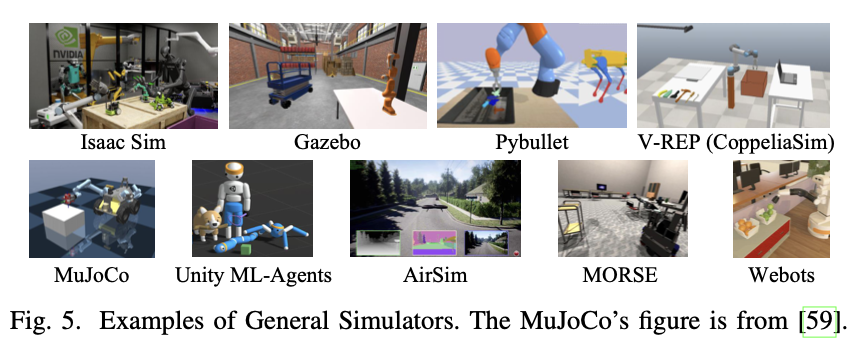 NVIDIA
Isaac Sim
Gazebo
Pybullet
V-REP (CoppeliaSim)
MuJoCo
Unity ML-Agents
AirSim
MORSE
Webots
Fig. 5. Examples of General Simulators. The MuJoCo’s figure is from [59].